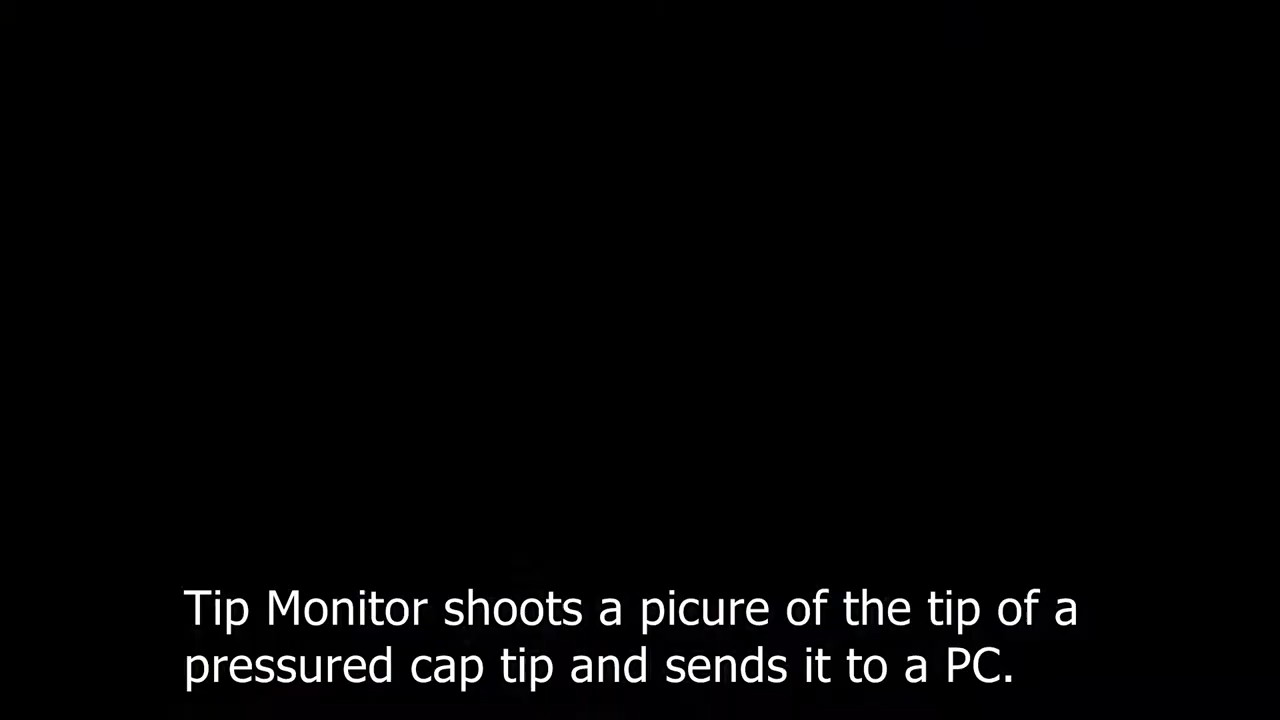 Tip Monitor shoots a picure of the tip of a
pressured cap tip and sends it to a PC.